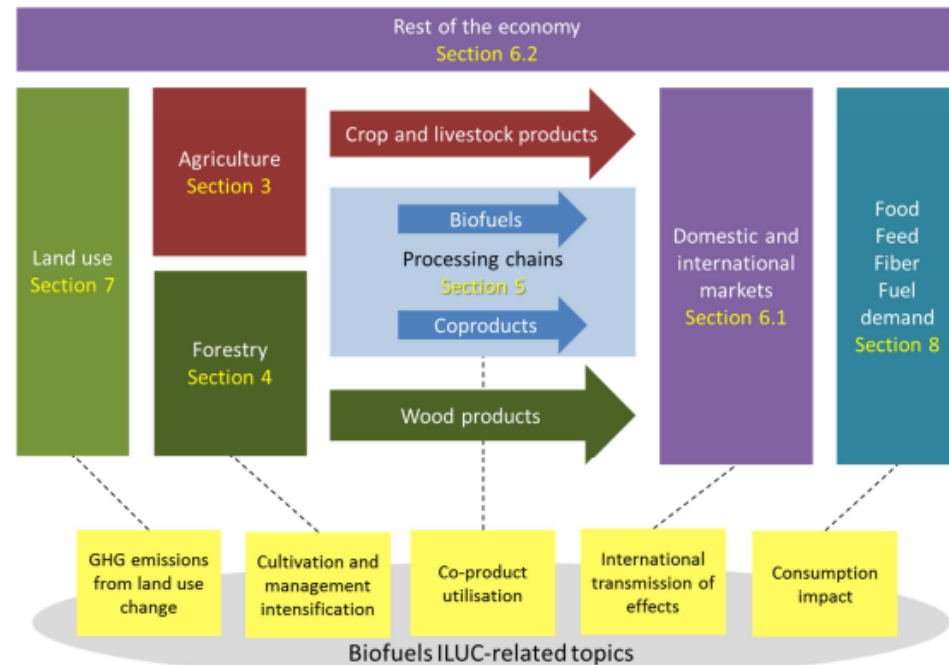 Rest of the economy
Section 6.2
Land use
Section 7
Agriculture
Section 3
Forestry
Section 4
Crop and livestock products
Biofuels
Processing chains
Section 5
Coproducts
Wood products
Domestic and
international
markets
Section 6.1
Food
Feed
Fiber
Fuel
demand
Section 8
GHG emissions
from land use
change
Cultivation and
management
intensification
Co-product
utilisation
International
transmission of
effects
Consumption
impact
Biofuels ILUC-related topics